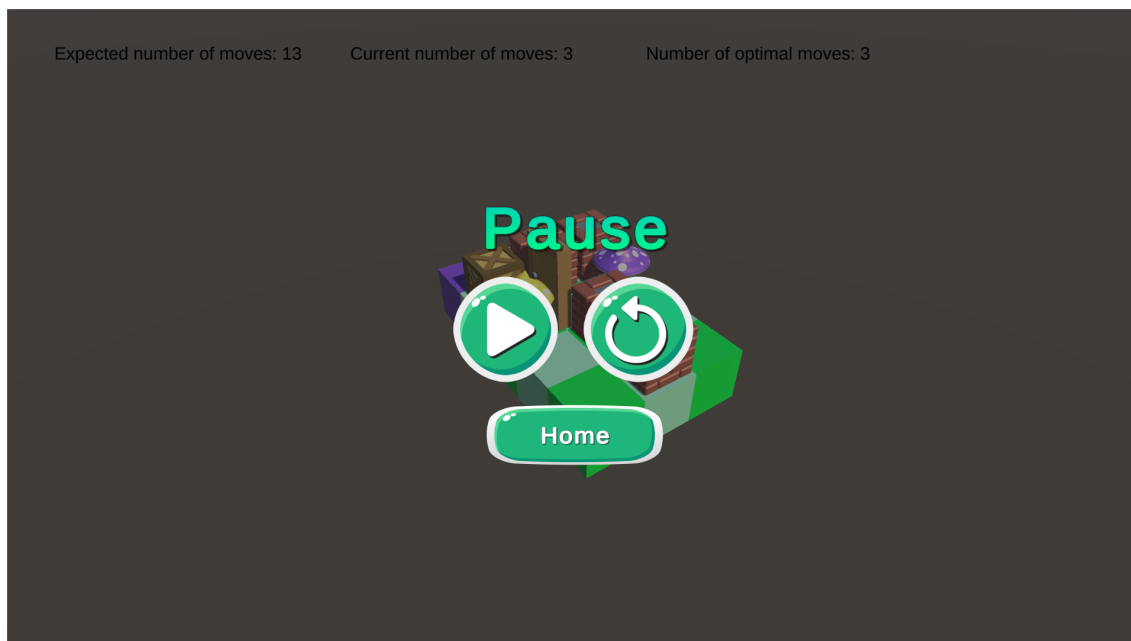 Expected number of moves: 13 Current number of moves: 3 Number of optimal moves: 3
Pause
Home